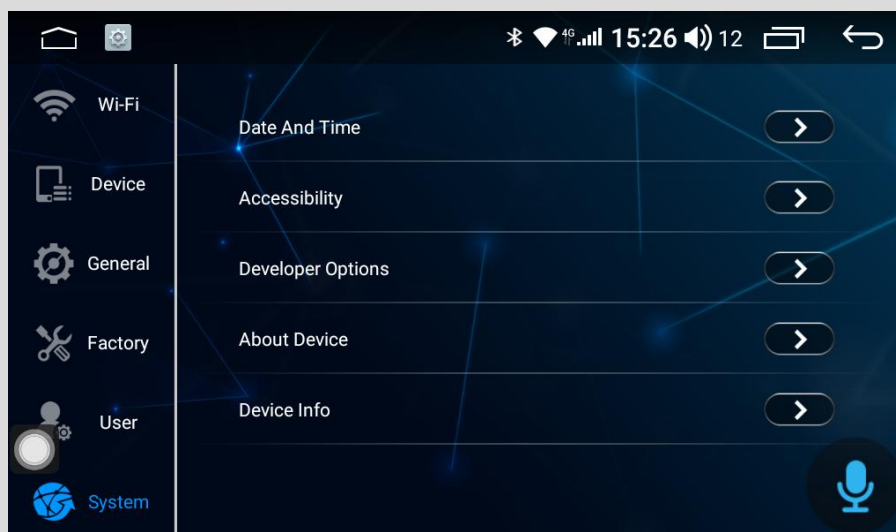 4G 15:26 12
Wi-Fi
Device
General
Factory
User
System
Date And Time
Accessibility
Developer Options
About Device
Device Info